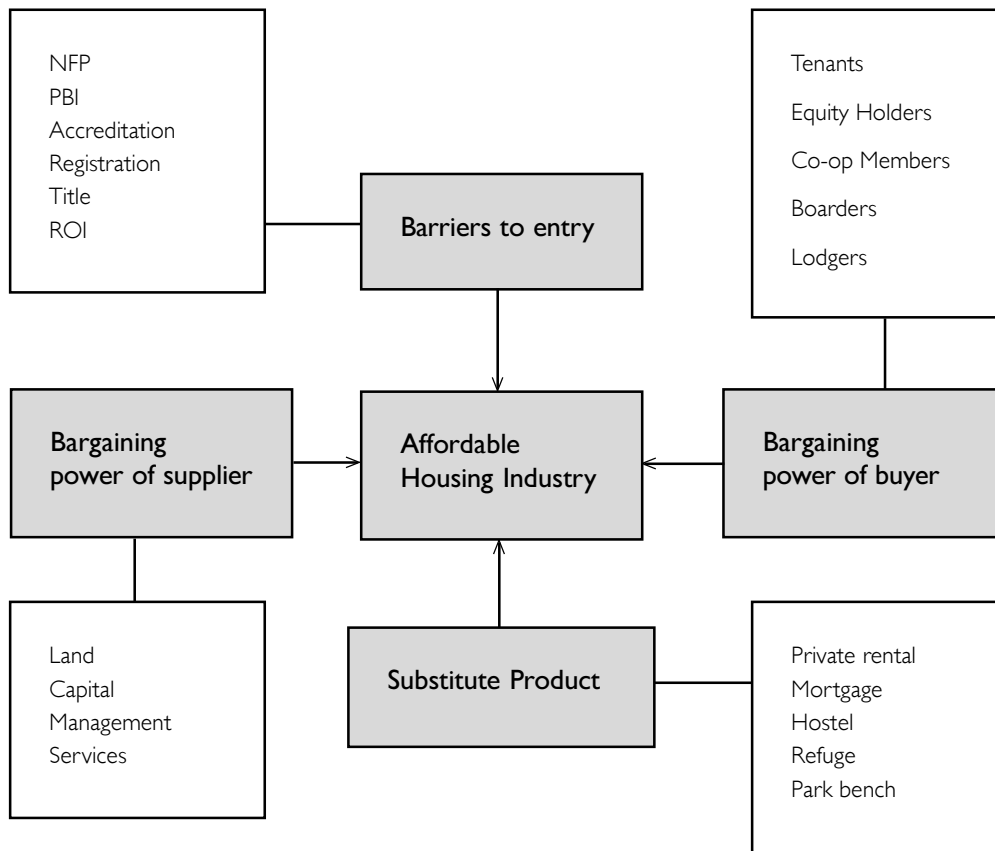 NFP
PBI
Accreditation
Registration
Title
ROI
Barriers to entry
Tenants
Equity Holders
Co-op Members
Boarders
Lodgers
Bargaining
power of supplier
Affordable
Housing Industry
Bargaining
power of buyer
Land
Capital
Management
Services
Substitute Product
Private rental
Mortgage
Hostel
Refuge
Park bench